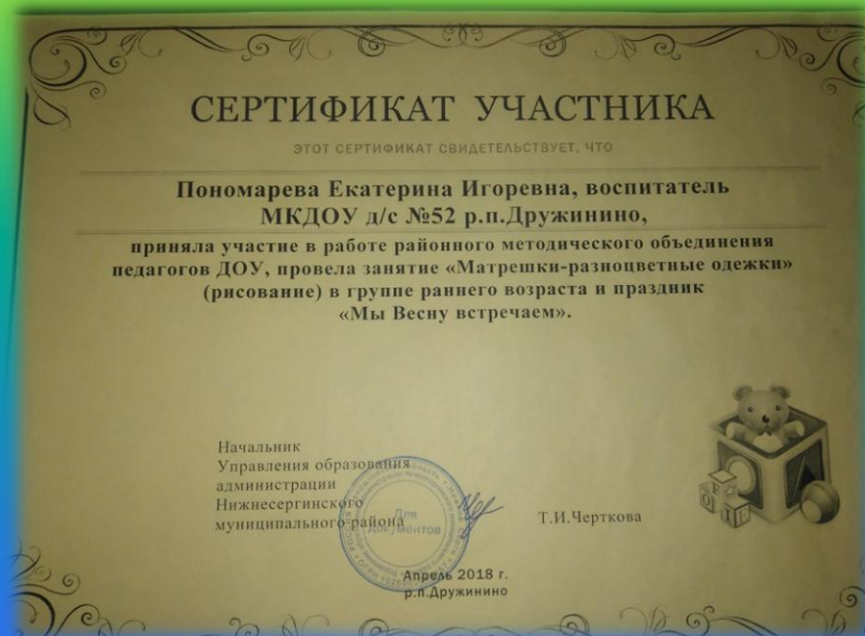 СЕРТИФИКАТ УЧАСТНИКА
ЭТОТ СЕРТИФИКАТ СВИДЕТЕЛЬСТВУЕТ, ЧТО
Пономарева Екатерина Игоревна, воспитатель
МКДОУ д/с №52 р.п.Дружинино,
приняла участие в работе районного методического объединения
педагогов ДОУ, провела занятие «Матрешки-разноцветные одежки»
(рисование) в группе раннего возраста и праздник
«Мы Весну встречаем».
Начальник
Управления образования
администрации
Нижнесергинского
муниципального района
Т.И.Черткова
Для
документов
Апрель 2018 г.
р.п.Дружинино